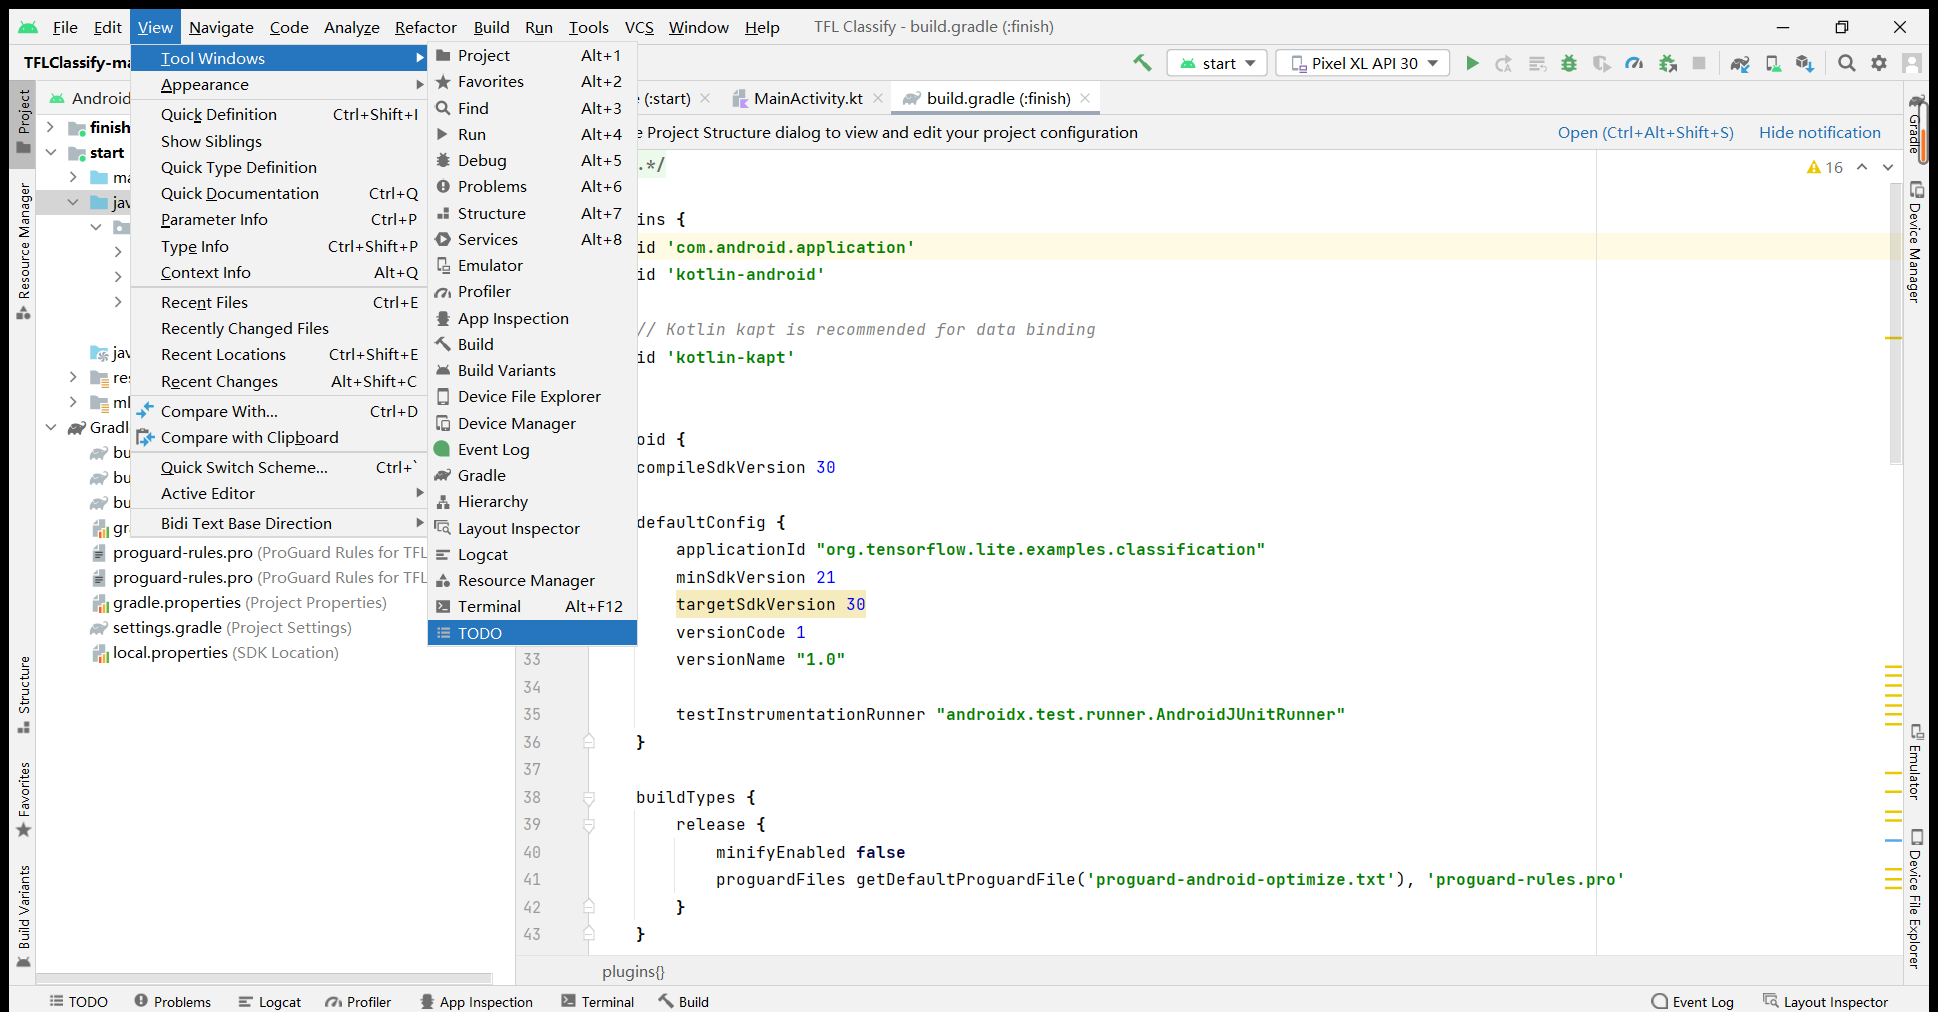 File Edit View Navigate Code Analyze Refactor Build Run Tools VCS Window Help TFL Classify - build.gradle (:finish)
start Pixel XL API 30
Android
(:start) MainActivity.kt build.gradle (:finish)
Project Structure dialog to view and edit your project configuration Open (Ctrl+Alt+Shift+S) Hide notification
Project
Resource Manager
Structure
Favorites
Build Variants
finish
start
Tool Windows
Appearance
Quick Definition Ctrl+Shift+I
Show Siblings
Quick Type Definition
Quick Documentation Ctrl+Q
Parameter Info Ctrl+P
Type Info Ctrl+Shift+P
Context Info Alt+Q
Recent Files Ctrl+E
Recently Changed Files
Recent Locations Ctrl+Shift+E
Recent Changes Alt+Shift+C
Compare With... Ctrl+D
Compare with Clipboard
Quick Switch Scheme... Ctrl+`
Active Editor
Bidi Text Base Direction
proguard-rules.pro (ProGuard Rules for TFL
proguard-rules.pro (ProGuard Rules for TFL
gradle.properties (Project Properties)
settings.gradle (Project Settings)
local.properties (SDK Location)
Project Alt+1
Favorites Alt+2
Find Alt+3
Run Alt+4
Debug Alt+5
Problems Alt+6
Structure Alt+7
Services Alt+8
Emulator
Profiler
App Inspection
Build
Build Variants
Device File Explorer
Device Manager
Event Log
Gradle
Hierarchy
Layout Inspector
Logcat
Resource Manager
Terminal Alt+F12
TODO
.*/
16
ins {
id 'com.android.application'
id 'kotlin-android'
// Kotlin kapt is recommended for data binding
id 'kotlin-kapt'
oid {
compileSdkVersion 30
defaultConfig {
applicationId "org.tensorflow.lite.examples.classification"
minSdkVersion 21
targetSdkVersion 30
versionCode 1
33 versionName "1.0"
34
35 testInstrumentationRunner "androidx.test.runner.AndroidJUnitRunner"
36 }
37
38 buildTypes {
39 release {
40 minifyEnabled false
41 proguardFiles getDefaultProguardFile('proguard-android-optimize.txt'), 'proguard-rules.pro'
42 }
43 }
plugins{}
Gradle
Device Manager
Emulator
Device File Explorer
TODO Problems Logcat Profiler App Inspection Terminal Build Event Log Layout Inspector